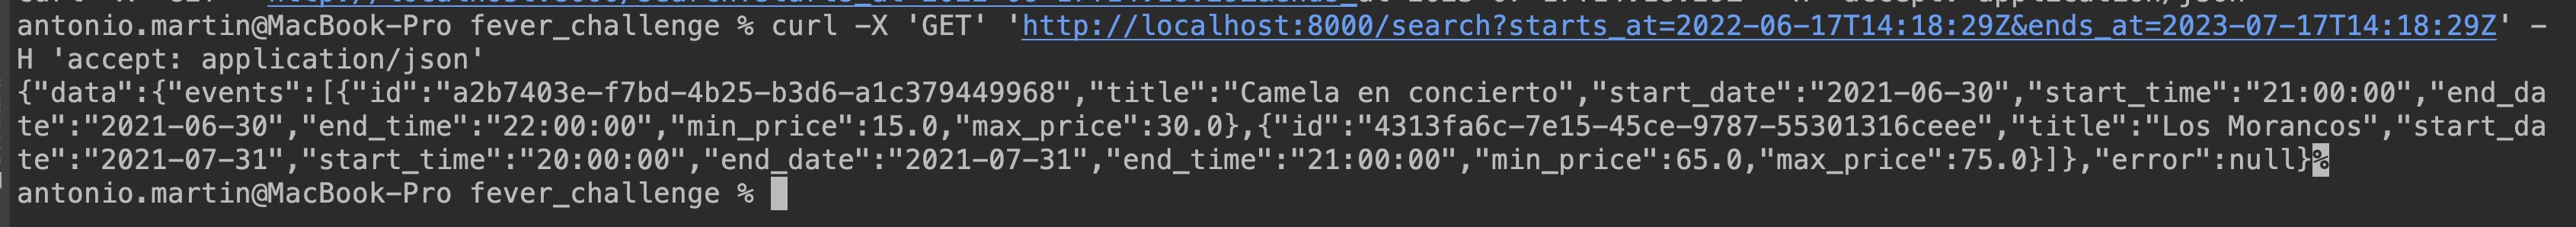 antonio.martin@MacBook-Pro fever_challenge % curl -X 'GET' 'http://localhost:8000/search?starts_at=2022-06-17T14:18:29Z&ends_at=2023-07-17T14:18:29Z' -
H 'accept: application/json'
{"data":{"events":[{"id":"a2b7403e-f7bd-4b25-b3d6-a1c379449968","title":"Camela en concierto","start_date":"2021-06-30","start_time":"21:00:00","end_da
te":"2021-06-30","end_time":"22:00:00","min_price":15.0,"max_price":30.0},{"id":"4313fa6c-7e15-45ce-9787-55301316ceee","title":"Los Morancos","start_da
te":"2021-07-31","start_time":"20:00:00","end_date":"2021-07-31","end_time":"21:00:00","min_price":65.0,"max_price":75.0}]},"error":null}%
antonio.martin@MacBook-Pro fever_challenge %